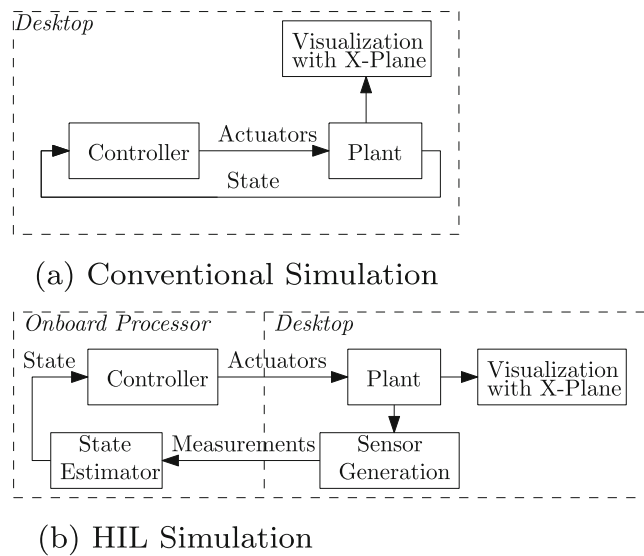 Desktop
Visualization
with X-Plane
Actuators
Controller
Plant
State
(a) Conventional Simulation
Onboard Processor
Desktop
State
Actuators
Controller
Plant
Visualization
with X-Plane
State
Estimator
Measurements
Sensor
Generation
(b) HIL Simulation